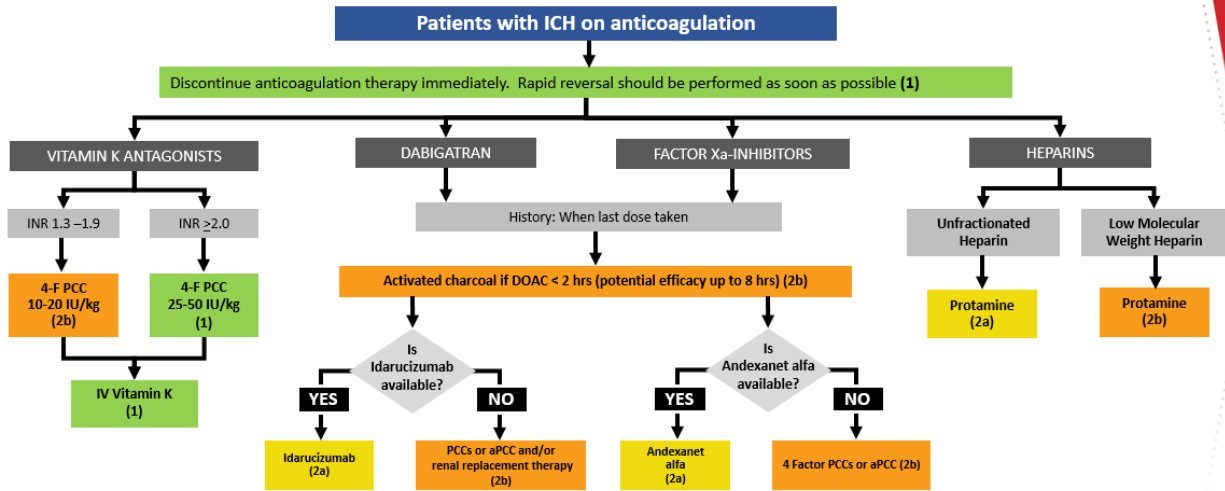 Patients with ICH on anticoagulation
Discontinue anticoagulation therapy immediately. Rapid reversal should be performed as soon as possible (1)
VITAMIN K ANTAGONISTS
DABIGATRAN
FACTOR Xa-INHIBITORS
HEPARINS
INR 1.3 –1.9
INR ≥2.0
History: When last dose taken
Unfractionated
Heparin
Low Molecular
Weight Heparin
4-F PCC
10-20 IU/kg
(2b)
4-F PCC
25-50 IU/kg
(1)
Activated charcoal if DOAC < 2 hrs (potential efficacy up to 8 hrs) (2b)
Protamine
(2a)
Protamine
(2b)
IV Vitamin K
(1)
Is
Idarucizumab
available?
Is
Andexanet alfa
available?
YES
NO
YES
NO
Idarucizumab
(2a)
PCCs or aPCC and/or
renal replacement therapy
(2b)
Andexanet
alfa
(2a)
4 Factor PCCs or aPCC (2b)